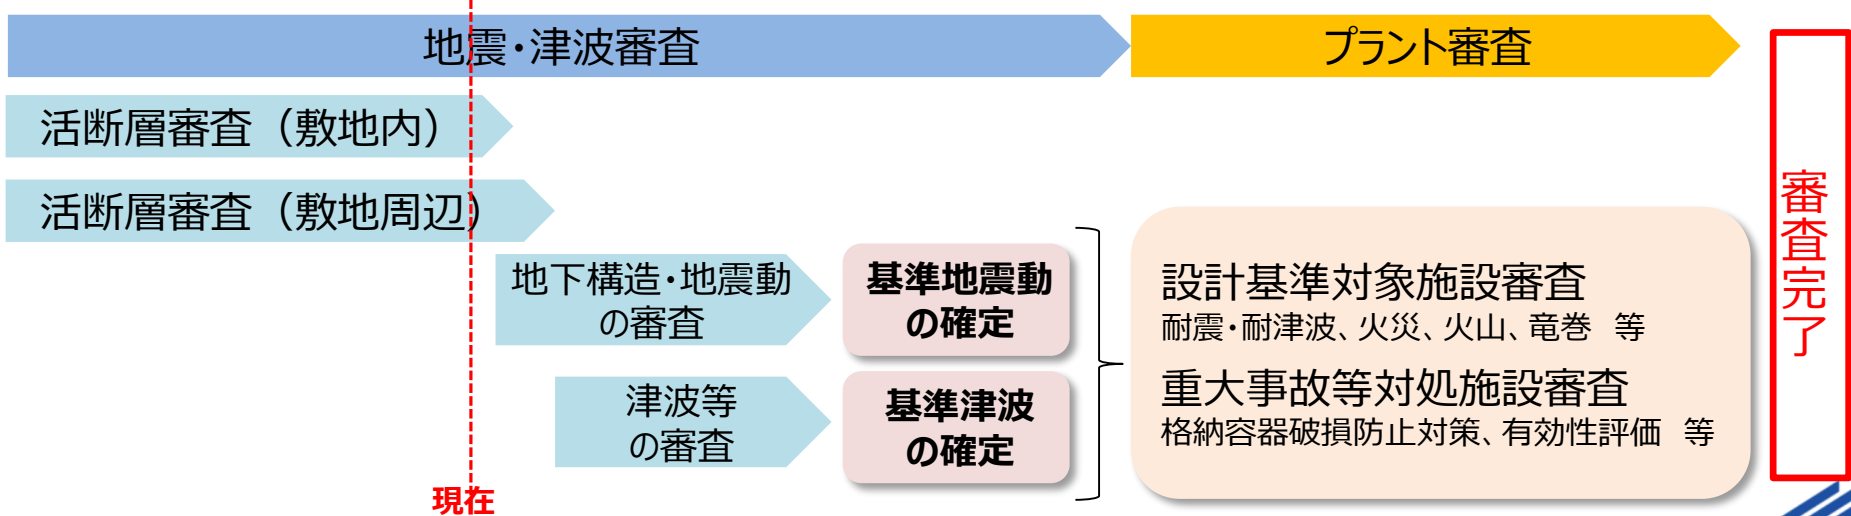 地震・津波審査
プラント審査
活断層審査（敷地内）
活断層審査（敷地周辺）
地下構造・地震動
の審査
基準地震動
の確定
津波等
の審査
基準津波
の確定
設計基準対象施設審査
耐震・耐津波、火災、火山、竜巻　等
重大事故等対処施設審査
格納容器破損防止対策、有効性評価　等
審査完了
現在